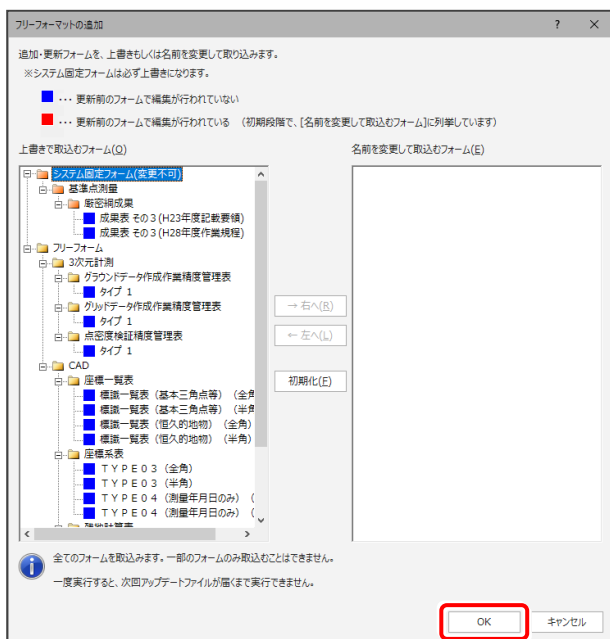 フリーフォーマットの追加
追加・更新フォームを、上書きもしくは名前を変更して取り込みます。
※システム固定フォームは必ず上書きになります。
・・・ 更新前のフォームで編集が行われていない
・・・ 更新前のフォームで編集が行われている （初期段階で、[名前を変更して取込むフォーム]に列挙しています）
上書きで取込むフォーム(O)
名前を変更して取込むフォーム(E)
システム固定フォーム(変更不可)
基準点測量
厳密網成果
成果表 その３(H23年度記載要領)
成果表 その３(H28年度作業規程)
フリーフォーム
3次元計測
グラウンドデータ作成作業精度管理表
タイプ 1
グリッドデータ作成作業精度管理表
タイプ 1
点密度検証精度管理表
タイプ 1
CAD
座標一覧表
標識一覧表（基本三角点等）（全角
標識一覧表（基本三角点等）（半角
標識一覧表（恒久的地物）（全角）
標識一覧表（恒久的地物）（半角）
座標系表
ＴＹＰＥ０３（全角）
ＴＹＰＥ０３（半角）
ＴＹＰＥ０４（測量年月日のみ）（
ＴＹＰＥ０４（測量年月日のみ）（
→ 右へ(R)
← 左へ(L)
初期化(F)
全てのフォームを取込みます。一部のフォームのみ取込むことはできません。
一度実行すると、次回アップデートファイルが届くまで実行できません。
OK
キャンセル